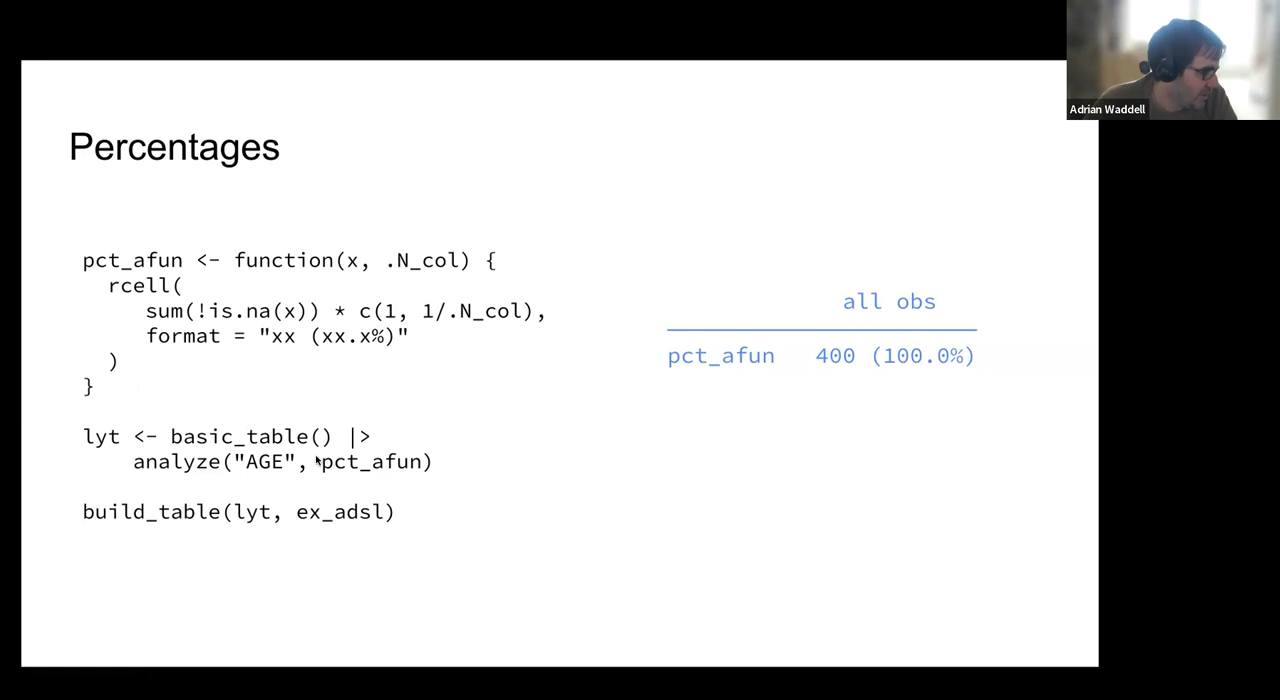 Adrian Waddell
Percentages
pct_afun <- function(x, .N_col) {
rcell(
sum(!is.na(x)) * c(1, 1/.N_col),
format = "xx (xx.x%)"
)
}
lyt <- basic_table() |>
analyze("AGE", pct_afun)
build_table(lyt, ex_adsl)
all obs
pct_afun 400 (100.0%)